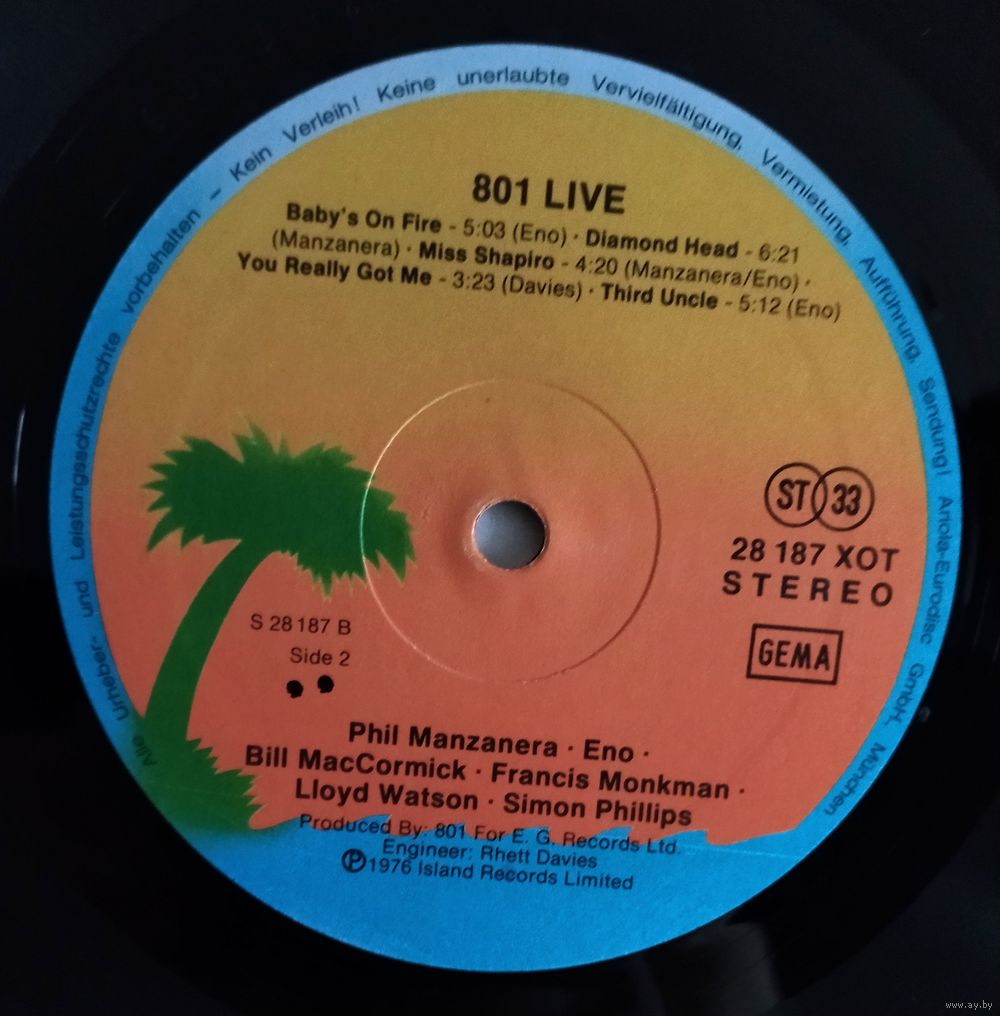 Alle Urheber- und Leistungsschutzrechte vorbehalten – Kein Verleih! Keine unerlaubte Vervielfältigung, Vermietung, Aufführung, Sendung! Ariola-Eurodisc GmbH, München
801 LIVE
Baby's On Fire - 5:03 (Eno) · Diamond Head - 6:21
(Manzanera) · Miss Shapiro - 4:20 (Manzanera/Eno) ·
You Really Got Me - 3:23 (Davies) · Third Uncle - 5:12 (Eno)
ST 33
28 187 XOT
STEREO
GEMA
S 28 187 B
Side 2
Phil Manzanera · Eno ·
Bill MacCormick · Francis Monkman ·
Lloyd Watson · Simon Phillips
Produced By: 801 For E. G. Records Ltd.
Engineer: Rhett Davies
Ⓟ1976 Island Records Limited
www.ay.by